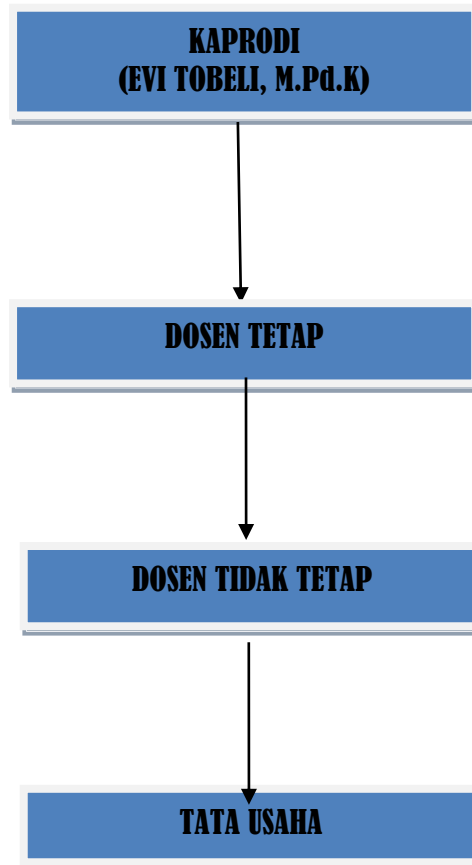 KAPRODI
(EVI TOBELI, M.Pd.K)
DOSEN TETAP
DOSEN TIDAK TETAP
TATA USAHA